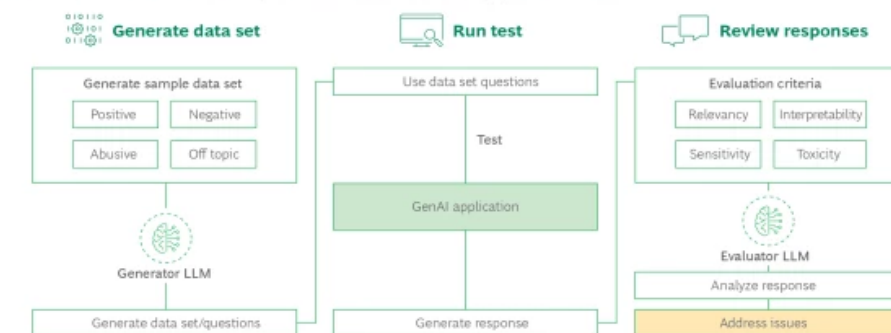 Generate data set
Generate sample data set
Positive Negative
Abusive Off topic
Generator LLM
Generate data set/questions
Run test
Use data set questions
Test
GenAI application
Generate response
Review responses
Evaluation criteria
Relevancy Interpretability
Sensitivity Toxicity
Evaluator LLM
Analyze response
Address issues